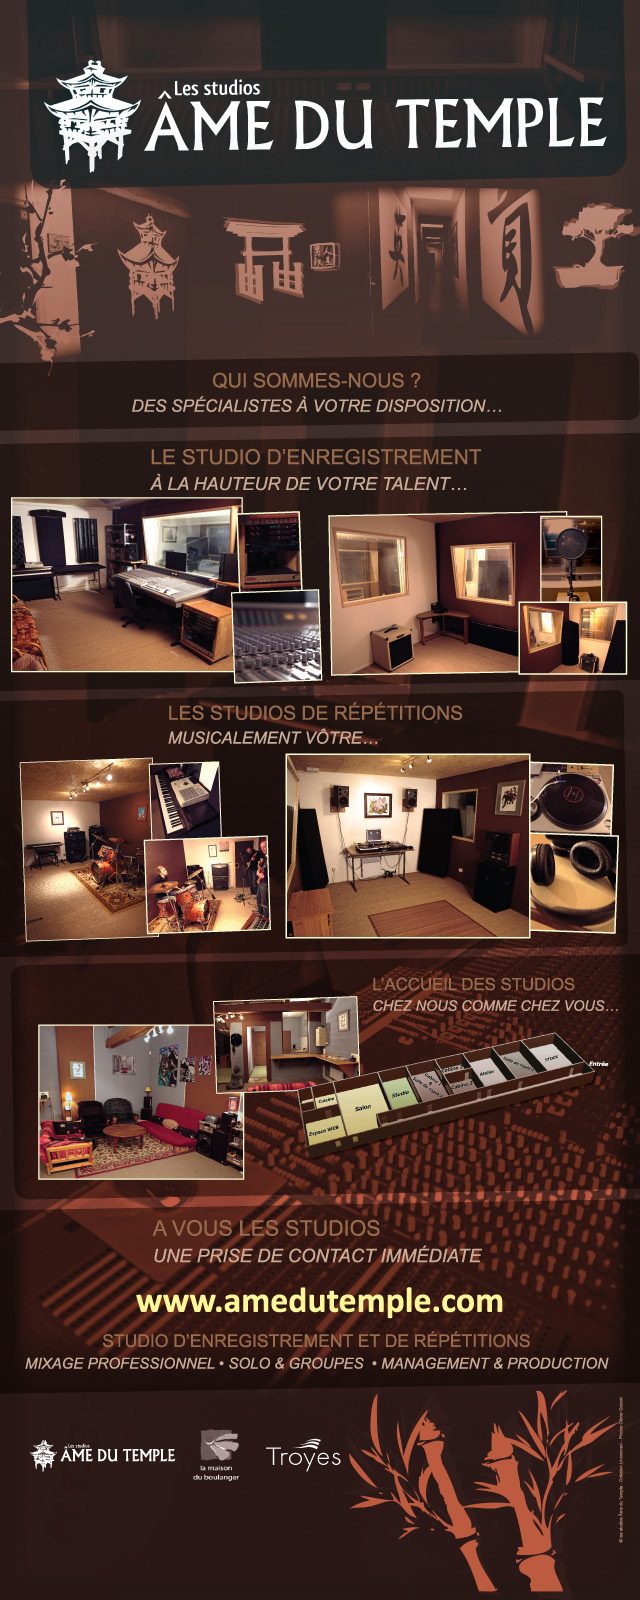 Les studios
ÂME DU TEMPLE
QUI SOMMES-NOUS ?
DES SPÉCIALISTES À VOTRE DISPOSITION…
LE STUDIO D'ENREGISTREMENT
À LA HAUTEUR DE VOTRE TALENT…
LES STUDIOS DE RÉPÉTITIONS
MUSICALEMENT VÔTRE…
L'ACCUEIL DES STUDIOS
CHEZ NOUS COMME CHEZ VOUS…
Entrée
STOCK
Atelier
Cabine 2
Studio
Salon
Cuisine
Espace WEB
A VOUS LES STUDIOS
UNE PRISE DE CONTACT IMMÉDIATE
www.amedutemple.com
STUDIO D'ENREGISTREMENT ET DE RÉPÉTITIONS
MIXAGE PROFESSIONNEL • SOLO & GROUPES • MANAGEMENT & PRODUCTION
Les studios
ÂME DU TEMPLE
la maison
du boulanger
Troyes